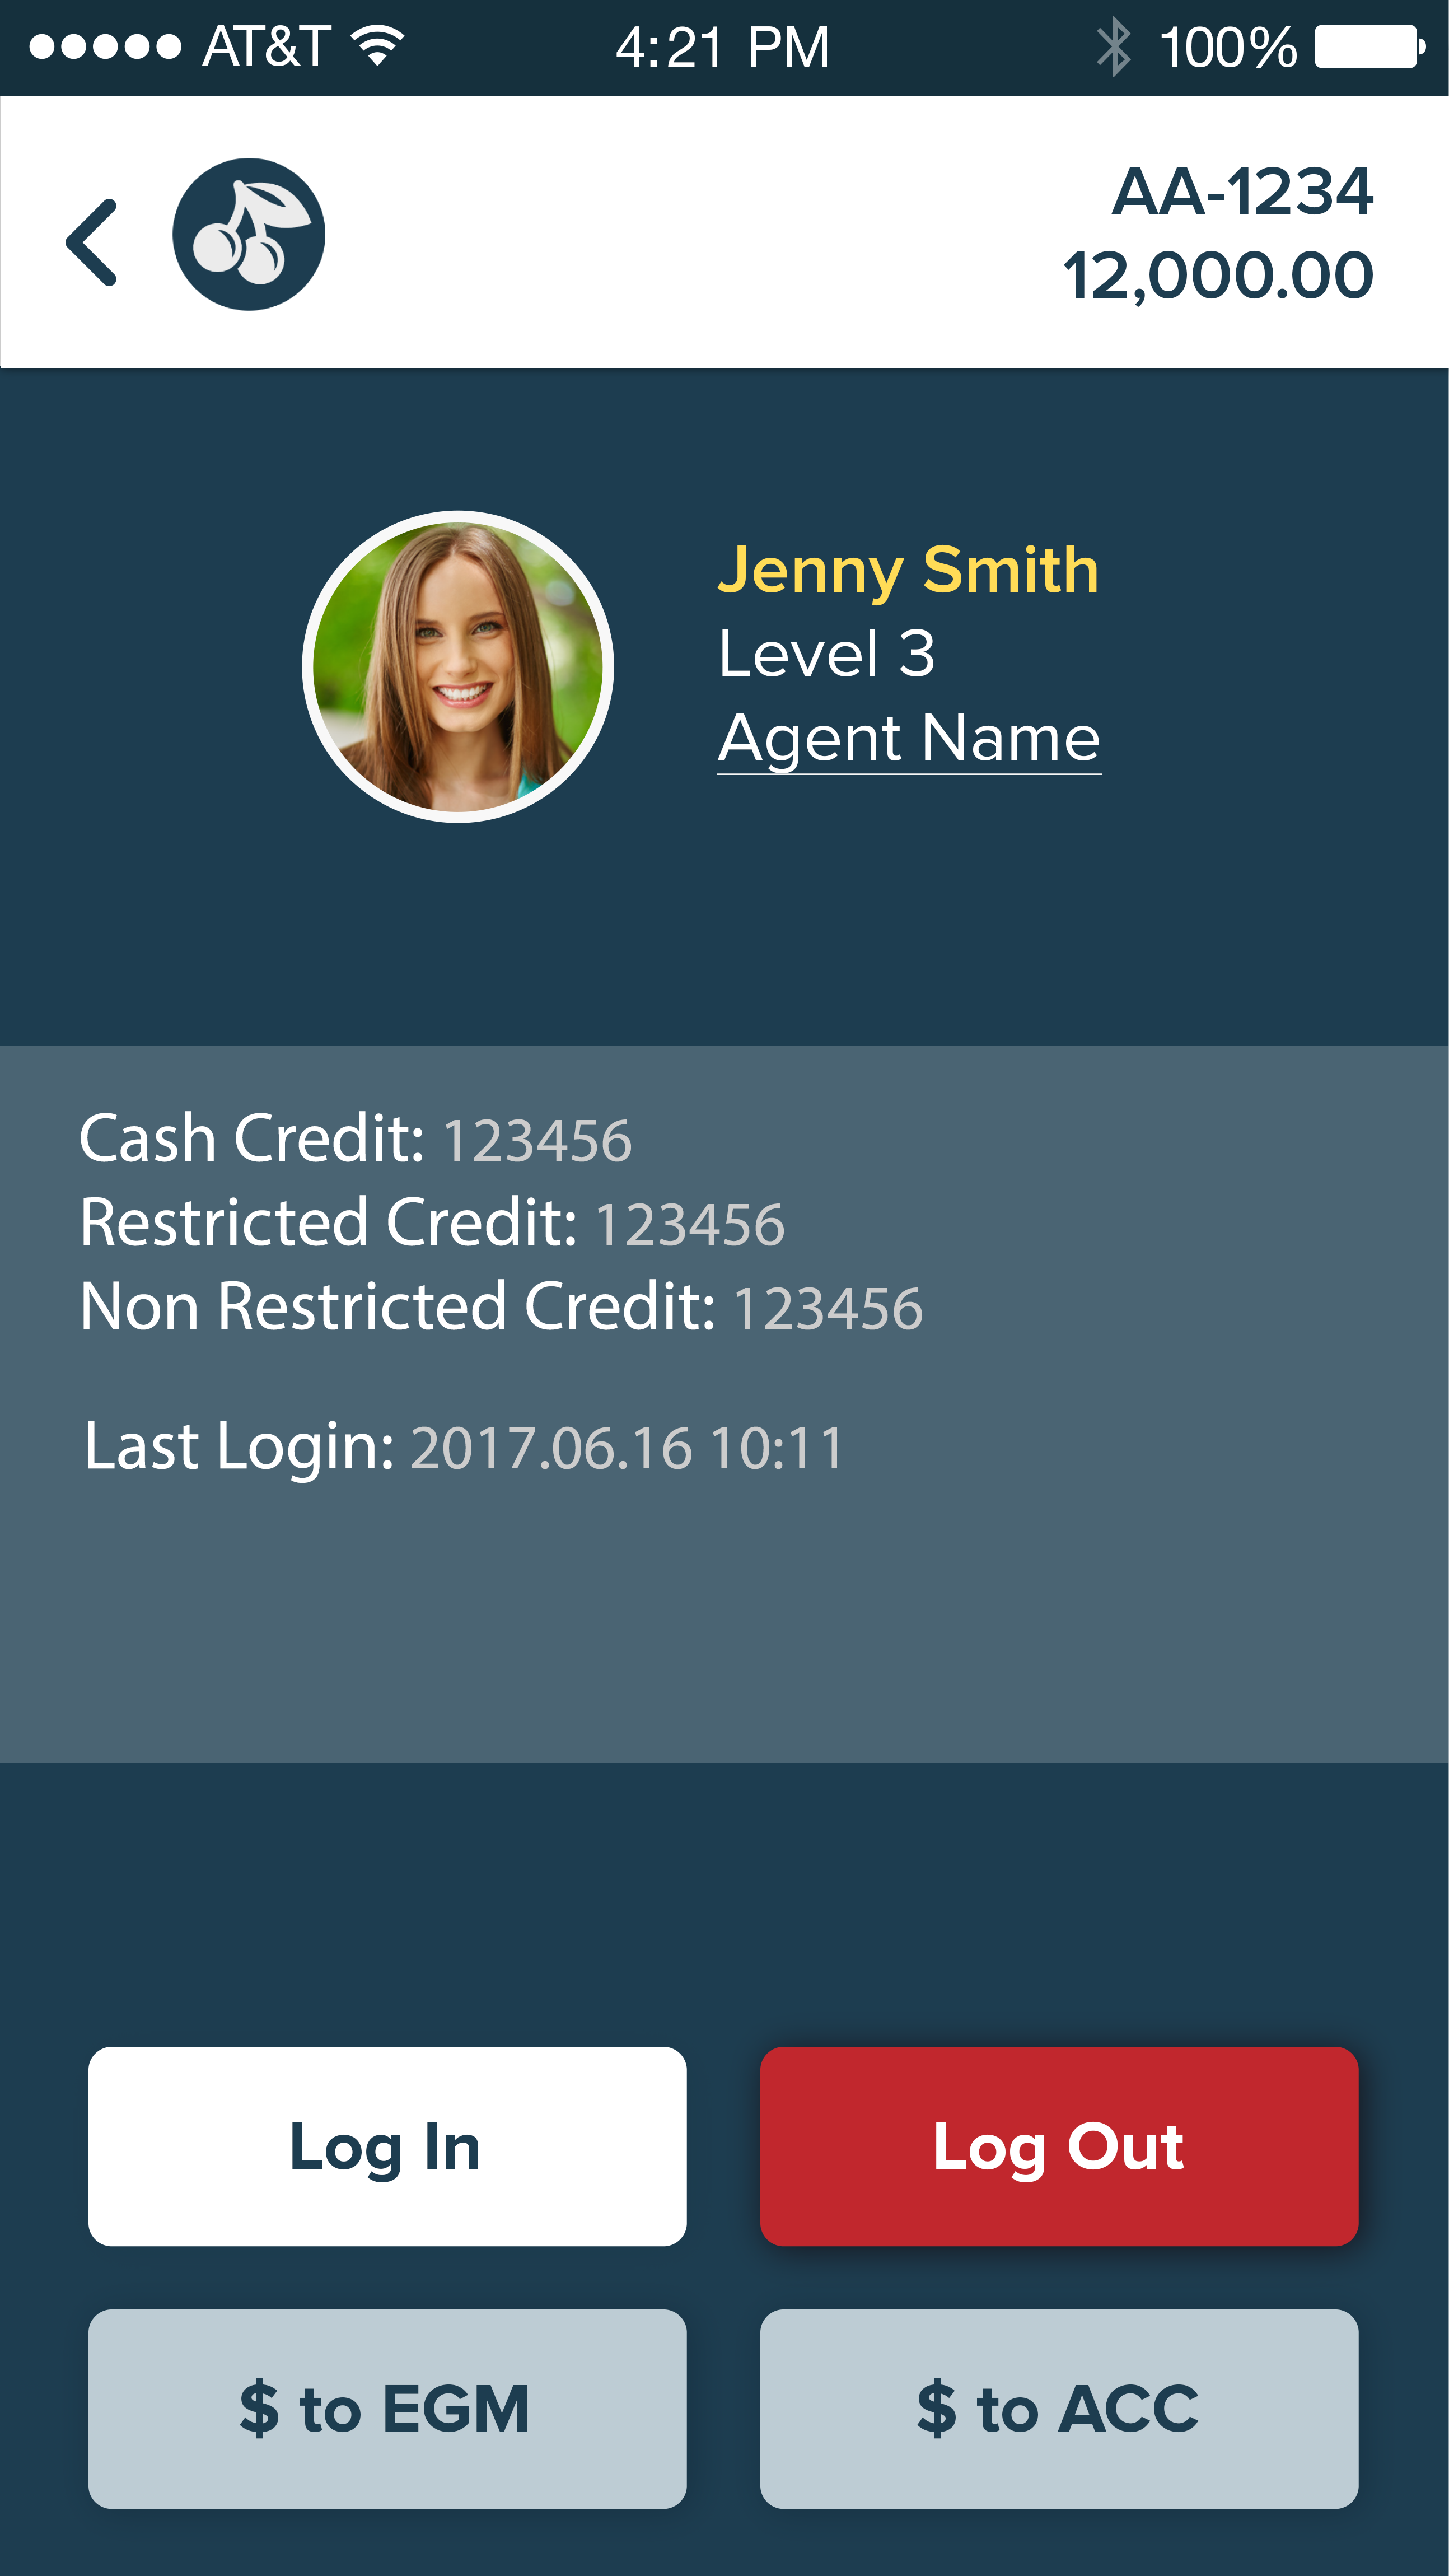 AT&T 4:21 PM 100%
AA-1234
12,000.00
Jenny Smith
Level 3
Agent Name
Cash Credit: 123456
Restricted Credit: 123456
Non Restricted Credit: 123456
Last Login: 2017.06.16 10:11
Log In Log Out
$ to EGM $ to ACC